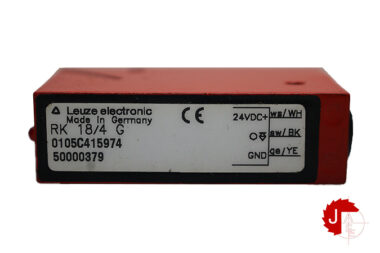 Leuze electronic
Made in Germany
RK 18/4 G
0105C415974
50000379
CE
24VDC+ ws/WH
sw/BK
GND ge/YE
J